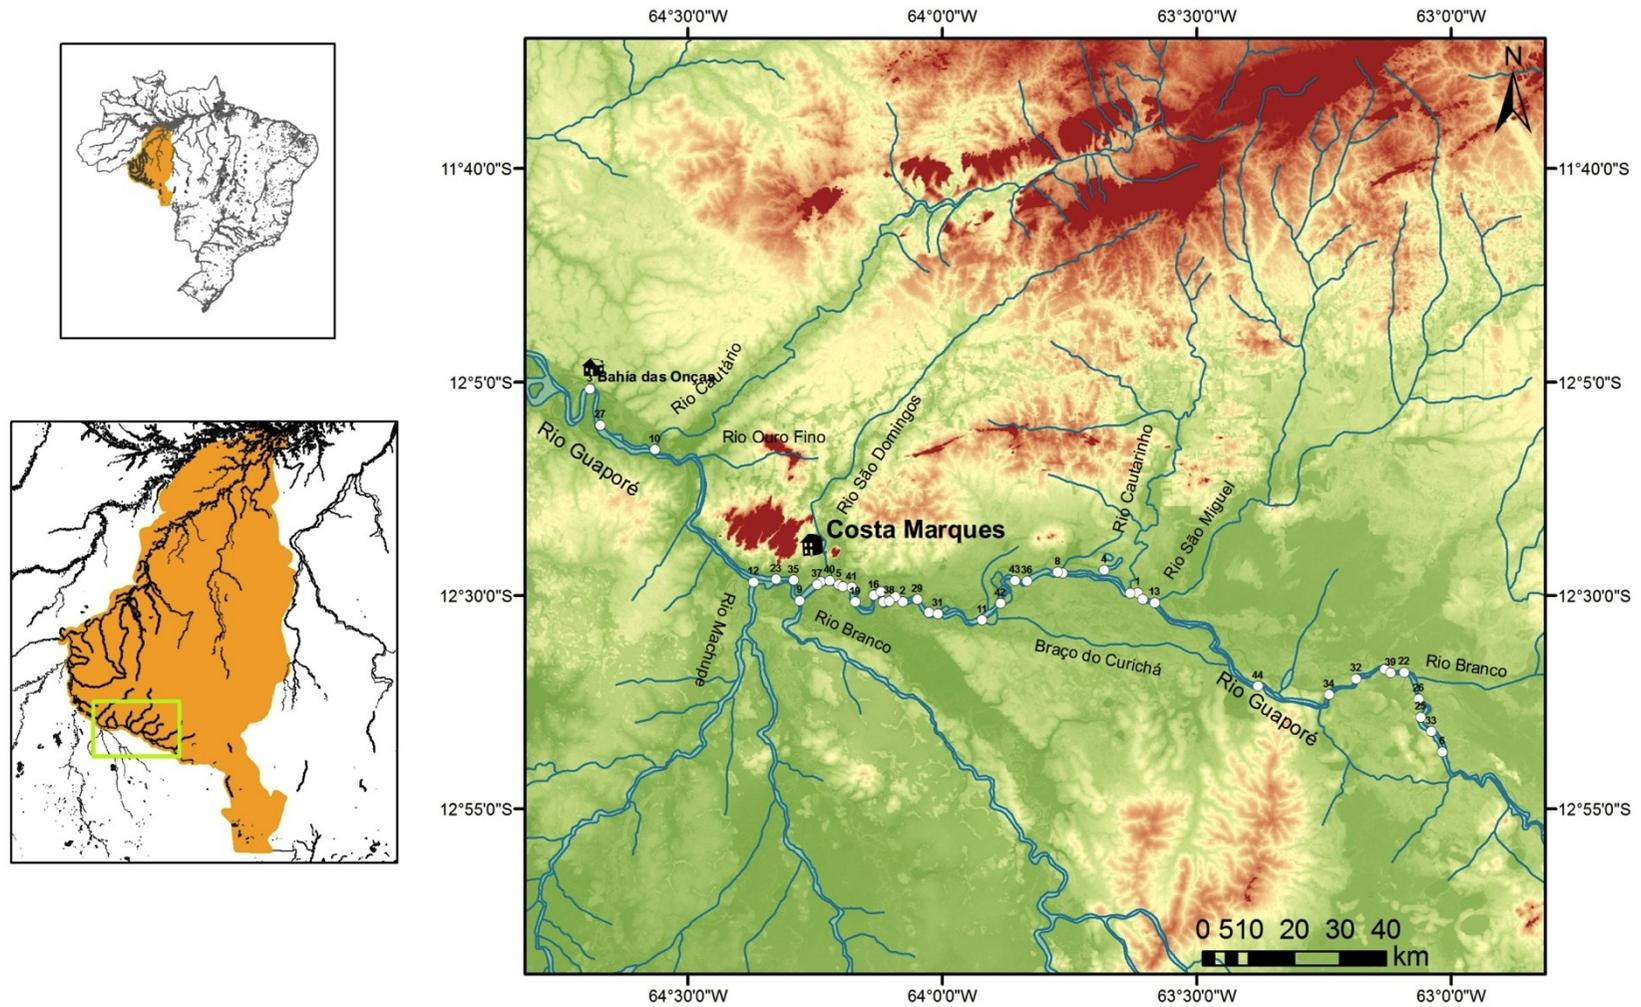 64°30'0"W 64°0'0"W 63°30'0"W 63°0'0"W
N
11°40'0"S 11°40'0"S
12°5'0"S 12°5'0"S
3 Bahía das Onças
Rio Cautário
27
10
Rio Ouro Fino
Rio Guaporé
Rio São Domingos
Rio Cautarinho
Rio São Miguel
Costa Marques
12°30'0"S 12°30'0"S
12 23 35 37 40 5 41
9 19 16 38 2 29
31 11 42 43 36 8 4 1 13
Rio Machupe
Rio Branco
Braço do Curichá
44
Rio Guaporé
34 32 39 22
Rio Branco
26
25
33
6
12°55'0"S 12°55'0"S
0 510 20 30 40
km
64°30'0"W 64°0'0"W 63°30'0"W 63°0'0"W